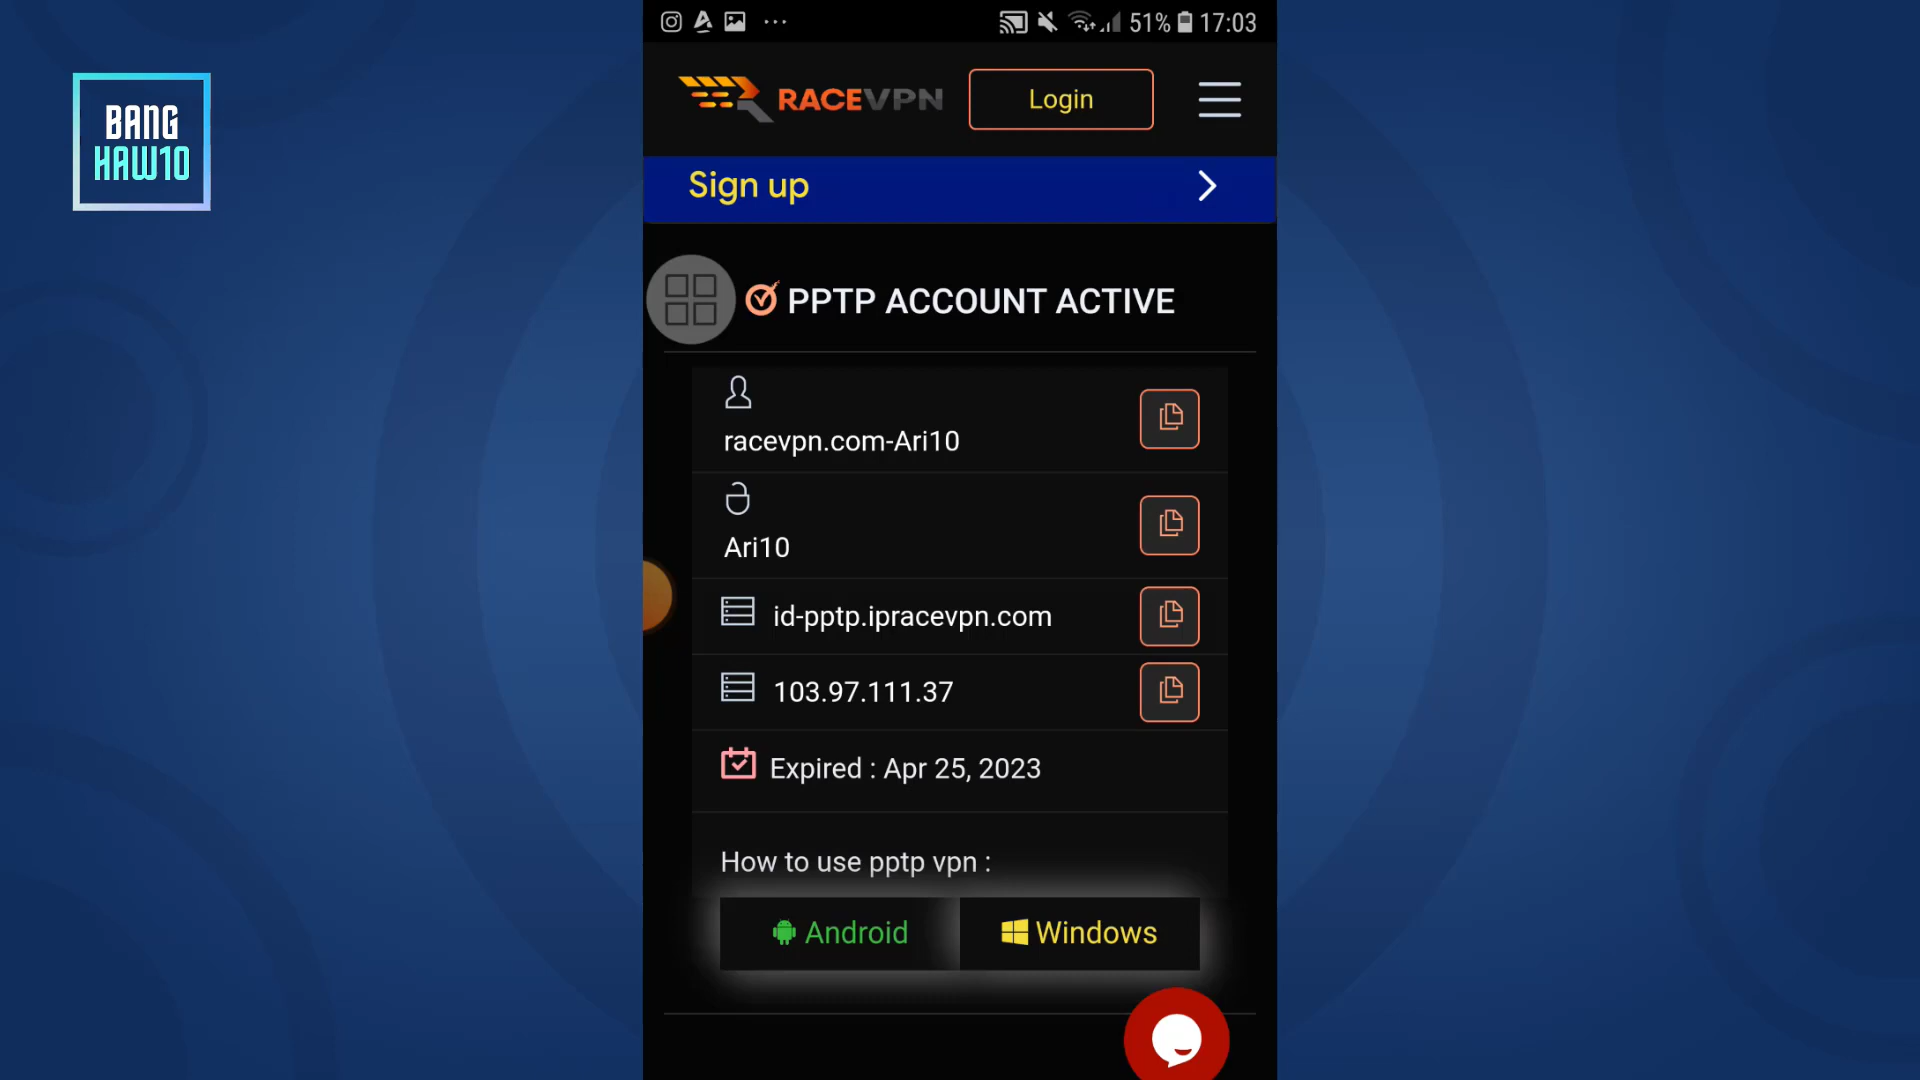 BANG
HAW10
51% 17:03
RACEVPN
Login
Sign up
PPTP ACCOUNT ACTIVE
racevpn.com-Ari10
Ari10
id-pptp.ipracevpn.com
103.97.111.37
Expired : Apr 25, 2023
How to use pptp vpn :
Android
Windows